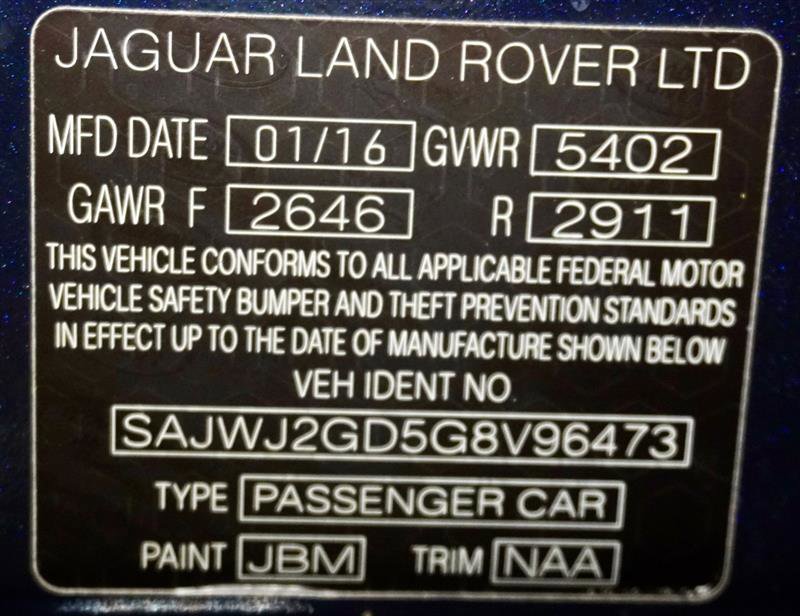 JAGUAR LAND ROVER LTD
MFD DATE 01/16 GVWR 5402
GAWR F 2646 R 2911
THIS VEHICLE CONFORMS TO ALL APPLICABLE FEDERAL MOTOR
VEHICLE SAFETY BUMPER AND THEFT PREVENTION STANDARDS
IN EFFECT UP TO THE DATE OF MANUFACTURE SHOWN BELOW
VEH IDENT NO.
SAJWJ2GD5G8V96473
TYPE PASSENGER CAR
PAINT JBM TRIM NAA